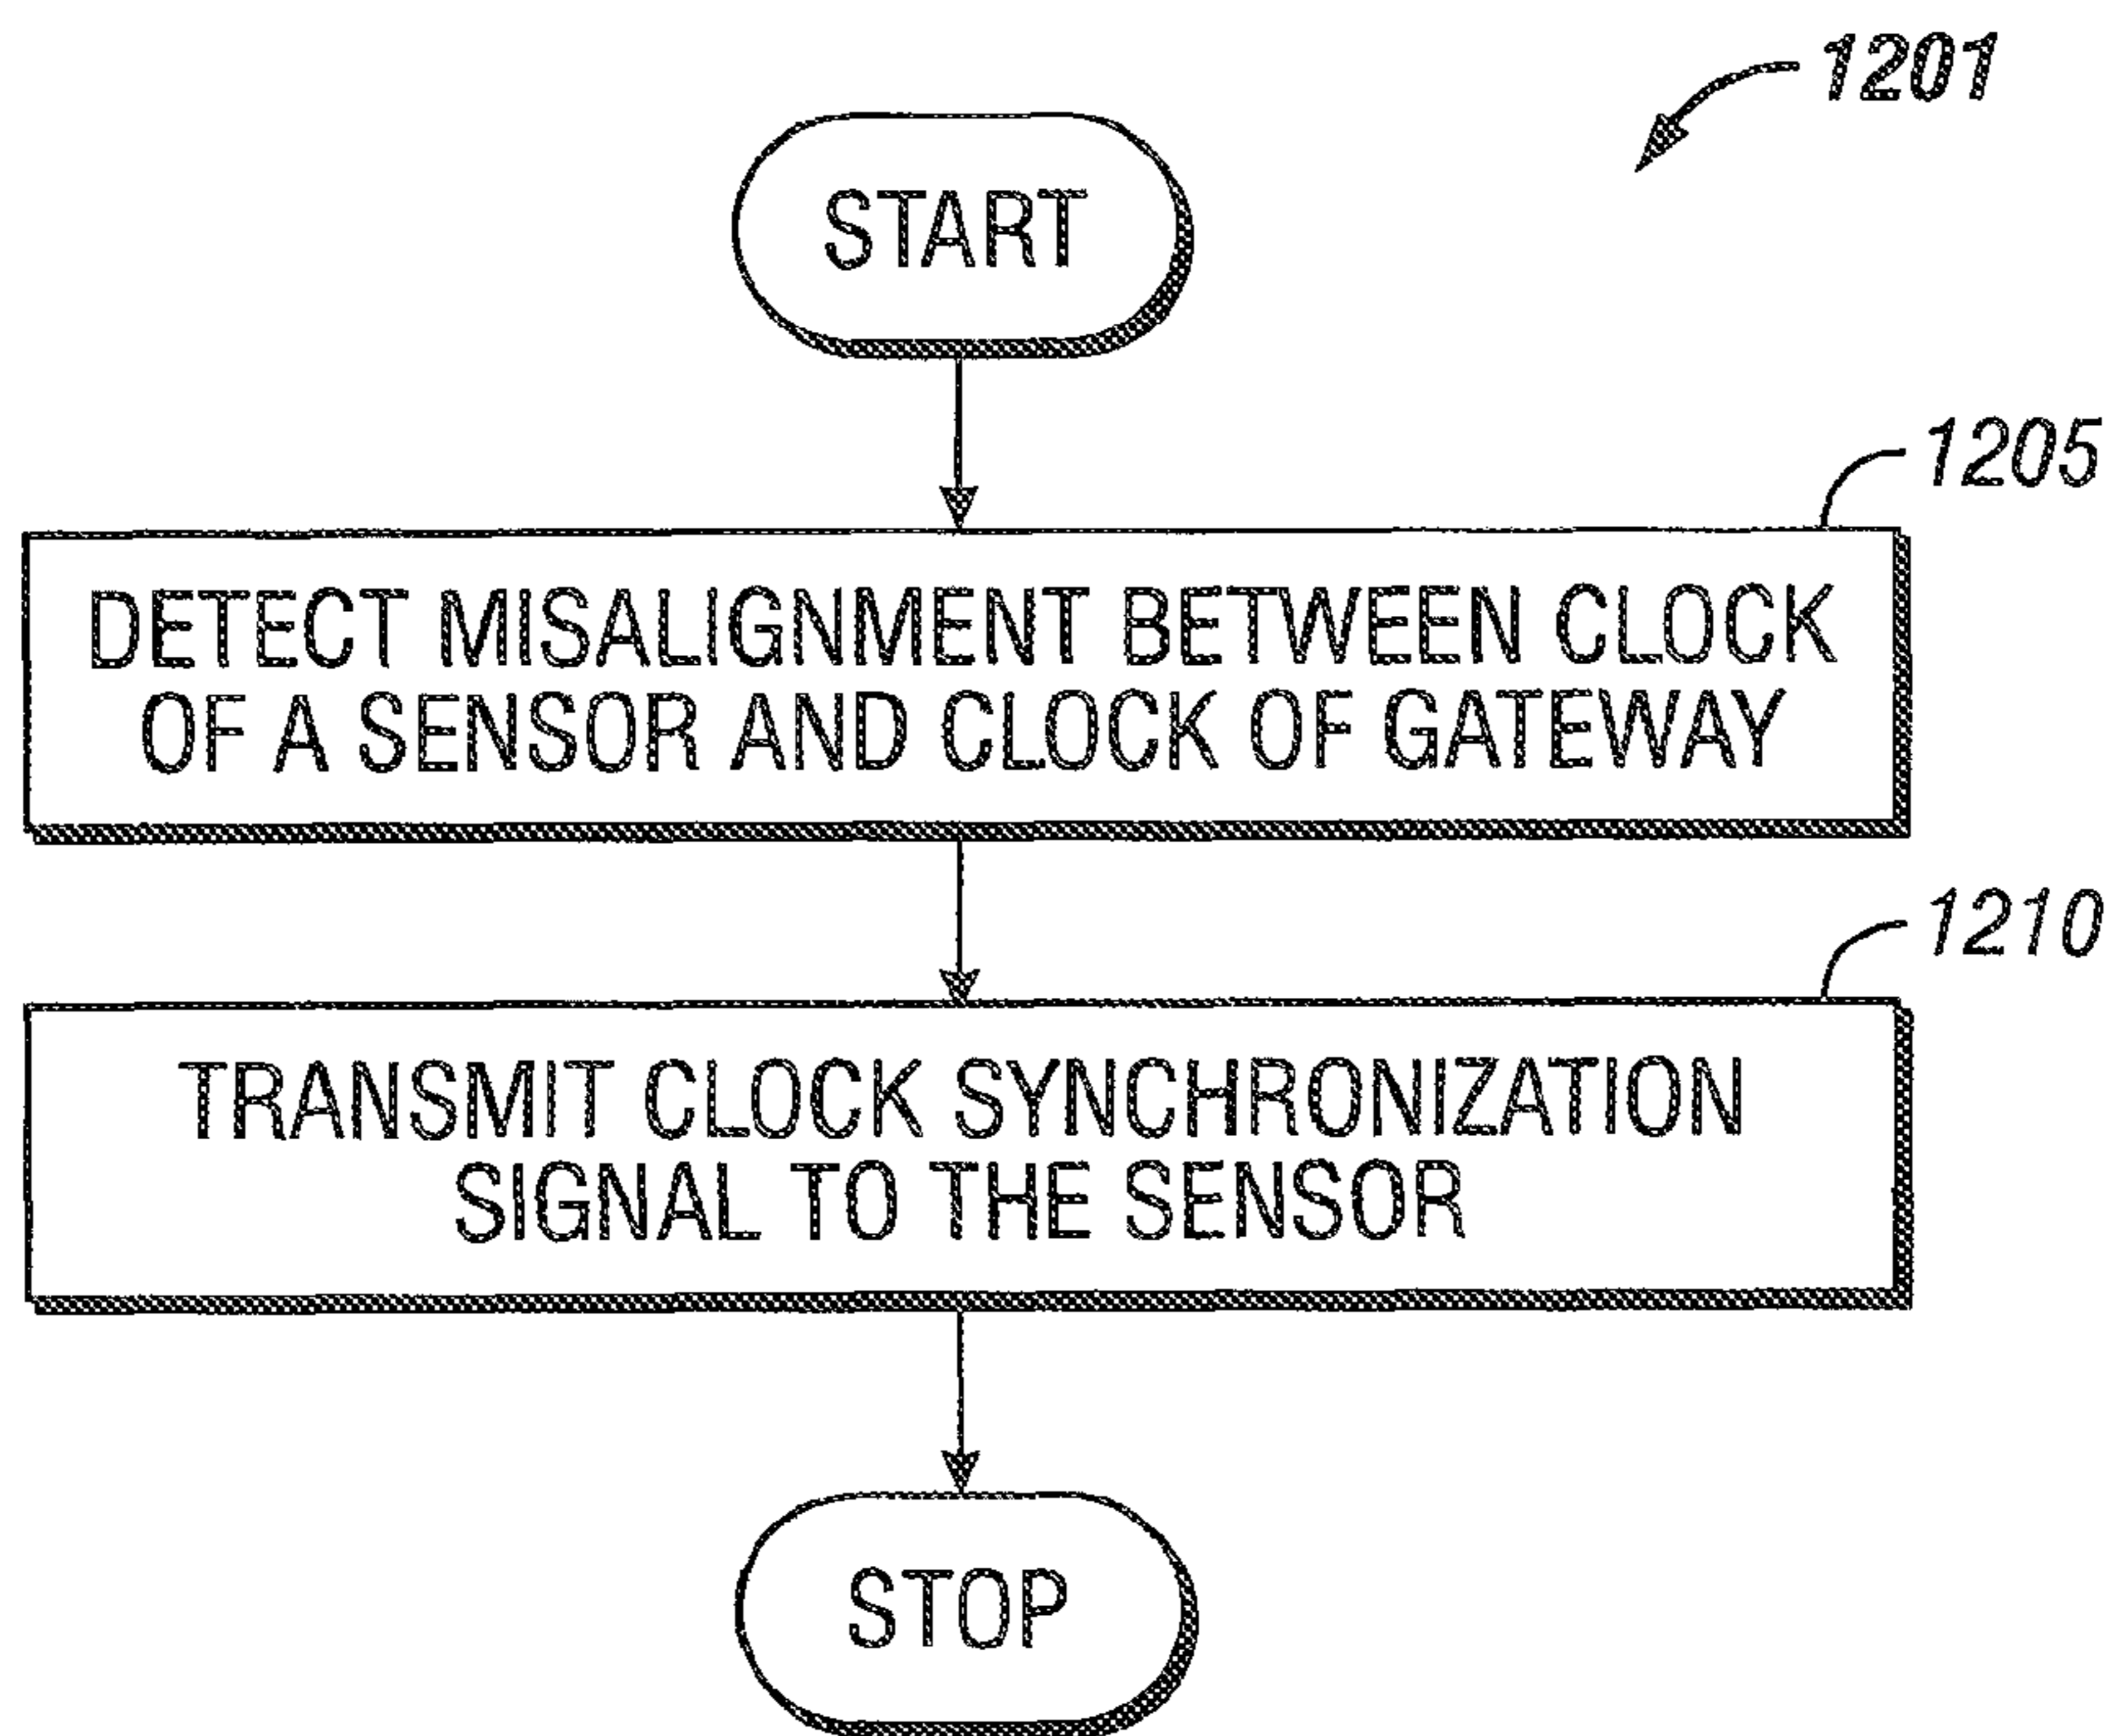 1201
START
1205
DETECT MISALIGNMENT BETWEEN CLOCK
OF A SENSOR AND CLOCK OF GATEWAY
1210
TRANSMIT CLOCK SYNCHRONIZATION
SIGNAL TO THE SENSOR
STOP